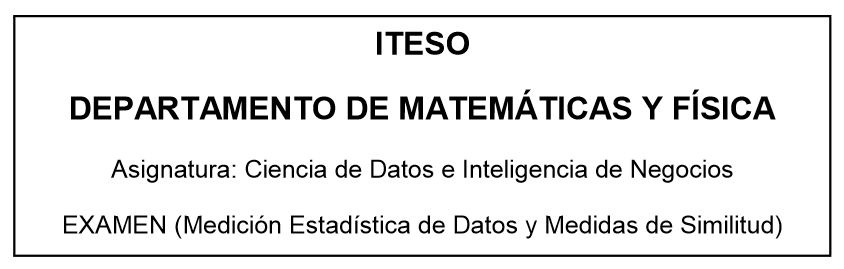 ITESO
DEPARTAMENTO DE MATEMÁTICAS Y FÍSICA
Asignatura: Ciencia de Datos e Inteligencia de Negocios
EXAMEN (Medición Estadística de Datos y Medidas de Similitud)